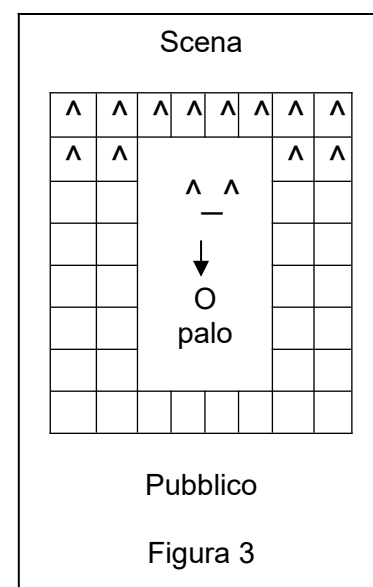 Scena
^ ^ ^ ^ ^ ^ ^ ^
^ ^ ^ ^
^_^
O
palo
Pubblico
Figura 3